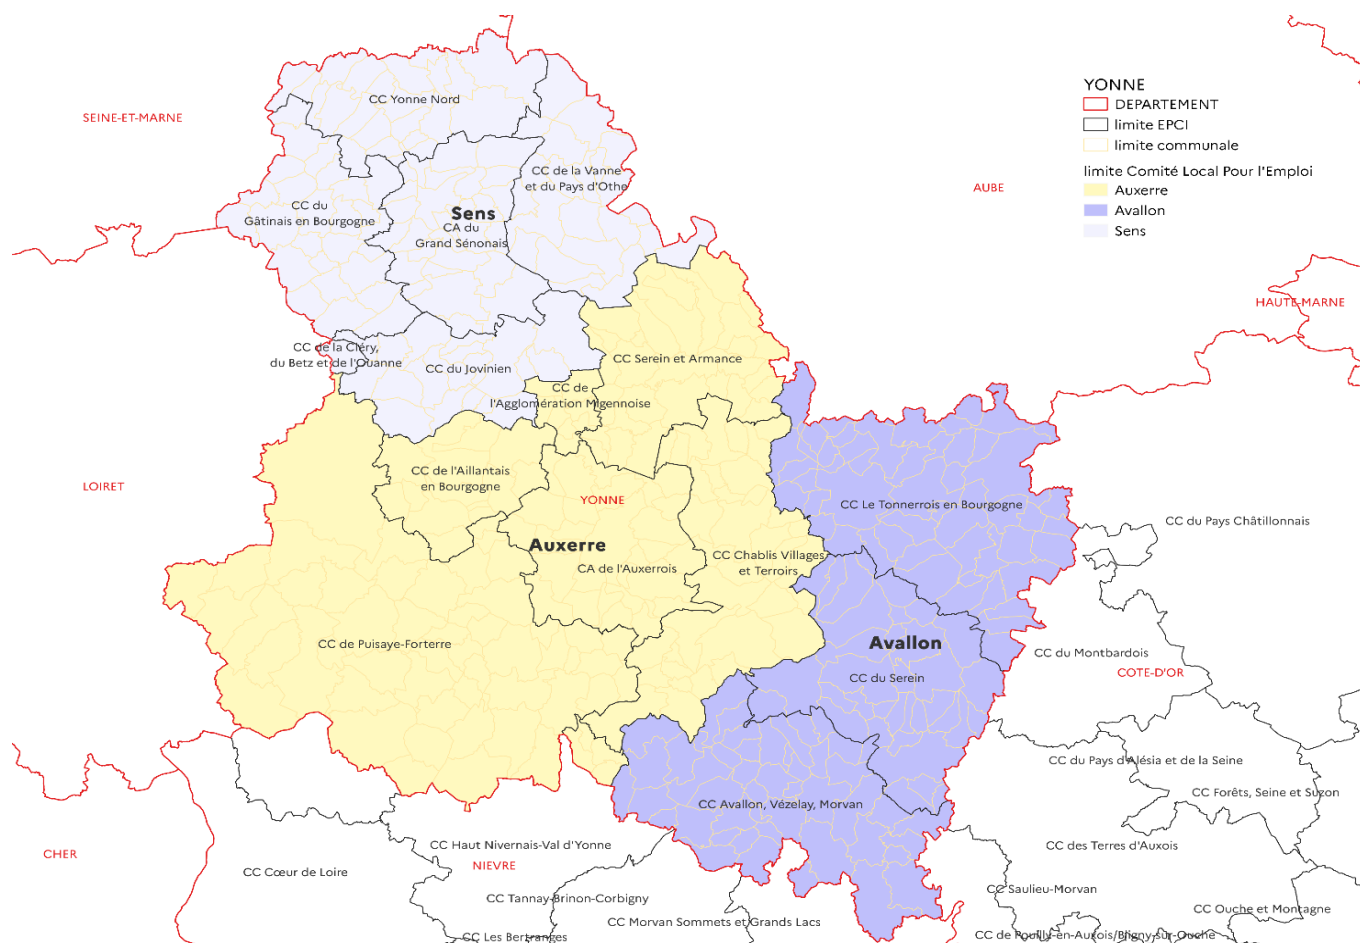 YONNE
DEPARTEMENT
limite EPCI
limite communale
limite Comité Local Pour l'Emploi
Auxerre
Avallon
Sens
SEINE-ET-MARNE
CC Yonne Nord
CC de la Vanne
et du Pays d'Othe
AUBE
CC du
Gâtinais en Bourgogne
Sens
CA du
Grand Sénonais
HAUTE-MARNE
CC de la Cléry,
du Betz et de l'Ouanne
CC du Jovinien
CC Serein et Armance
CC de
l'Agglomération Migennoise
LOIRET
CC de l'Aillantais
en Bourgogne
YONNE
CC Le Tonnerrois en Bourgogne
CC du Pays Châtillonnais
Auxerre
CA de l'Auxerrois
CC Chablis Villages
et Terroirs
CC de Puisaye-Forterre
Avallon
CC du Serein
CC du Montbardois
COTE-D'OR
CC du Pays d'Alésia et de la Seine
CC Forêts, Seine et Suzon
CC Avallon, Vézelay, Morvan
CHER
CC Haut Nivernais-Val d'Yonne
NIEVRE
CC Cœur de Loire
CC des Terres d'Auxois
CC Tannay-Brinon-Corbigny
CC Saulieu-Morvan
CC Morvan Sommets et Grands Lacs
CC Ouche et Montagne
CC Les Bertranges
CC de Pouilly-en-Auxois/Bligny-sur-Ouche